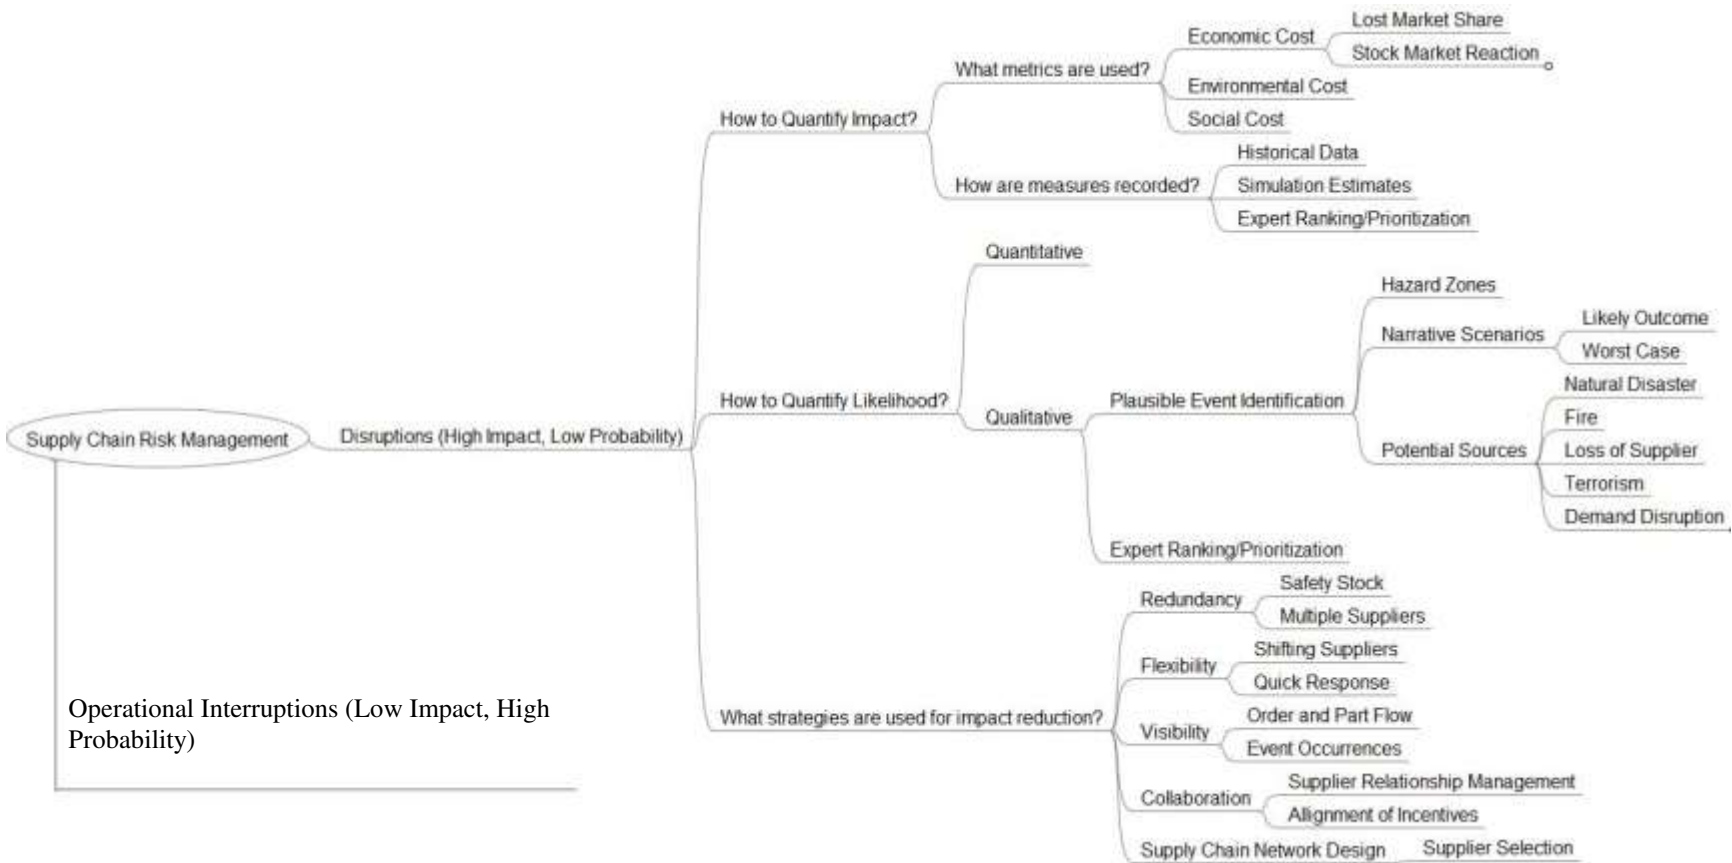 Lost Market Share
Economic Cost
Stock Market Reaction
What metrics are used?
Environmental Cost
How to Quantify Impact?
Social Cost
Historical Data
How are measures recorded?
Simulation Estimates
Expert Ranking/Prioritization
Quantitative
Hazard Zones
Likely Outcome
Narrative Scenarios
Worst Case
Natural Disaster
How to Quantify Likelihood?
Plausible Event Identification
Qualitative
Fire
Supply Chain Risk Management
Disruptions (High Impact, Low Probability)
Potential Sources
Loss of Supplier
Terrorism
Demand Disruption
Expert Ranking/Prioritization
Safety Stock
Redundancy
Multiple Suppliers
Shifting Suppliers
Flexibility
Quick Response
Operational Interruptions (Low Impact, High
Probability)
What strategies are used for impact reduction?
Order and Part Flow
Visibility
Event Occurrences
Supplier Relationship Management
Collaboration
Allignment of Incentives
Supply Chain Network Design
Supplier Selection